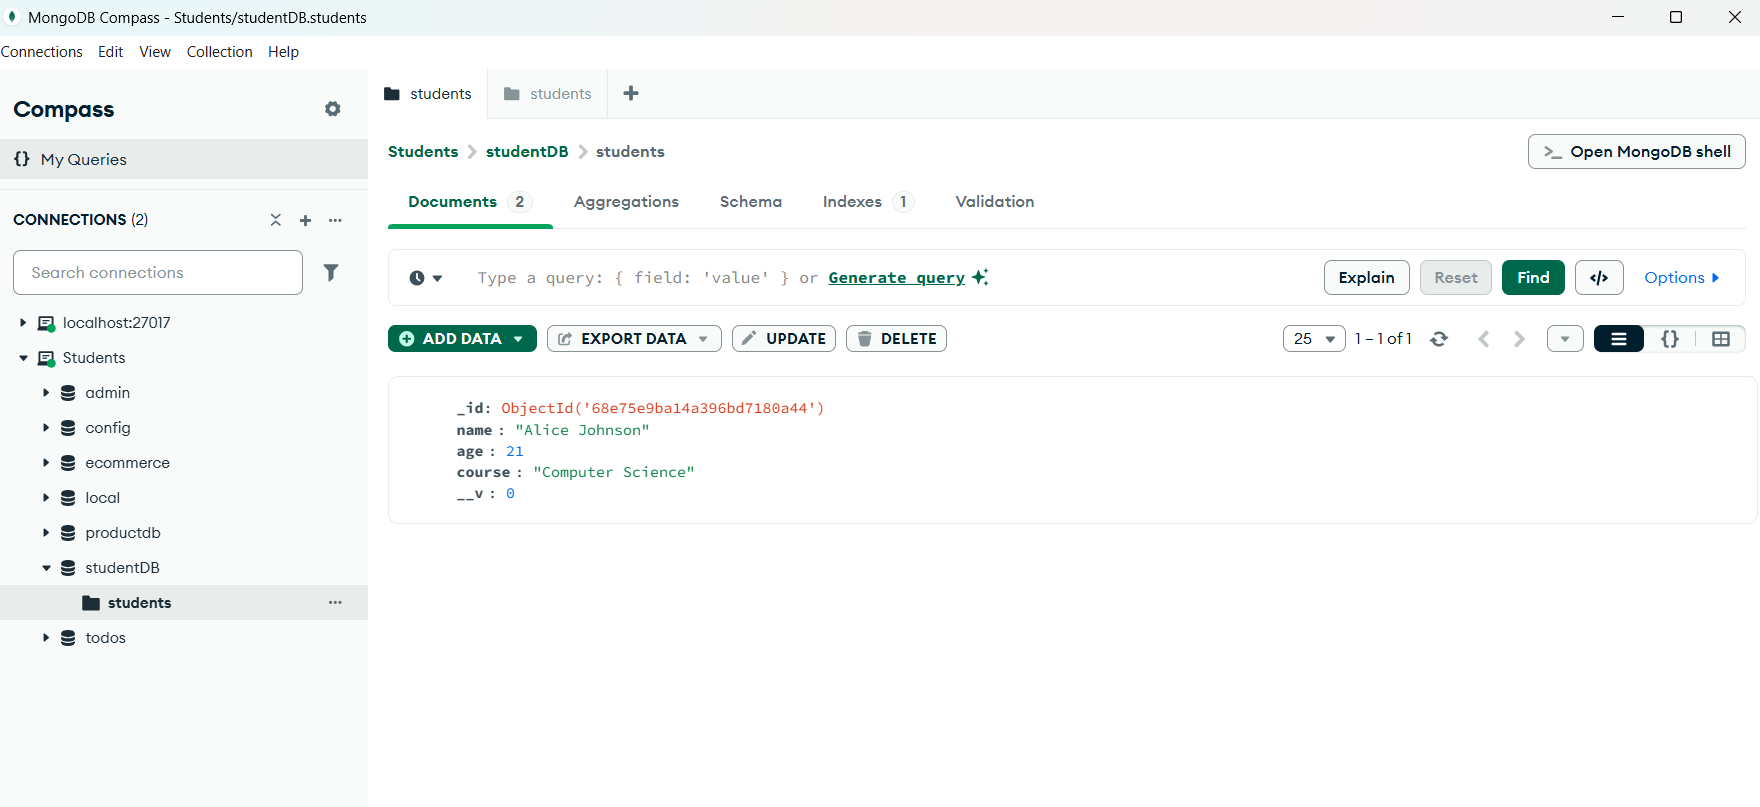 MongoDB Compass - Students/studentDB.students
Connections Edit View Collection Help
Compass
{} My Queries
CONNECTIONS (2)
Search connections
localhost:27017
Students
admin
config
ecommerce
local
productdb
studentDB
students
todos
students students
Students studentDB students
>_ Open MongoDB shell
Documents 2 Aggregations Schema Indexes 1 Validation
Type a query: { field: 'value' } or Generate query
Explain Reset Find </> Options
ADD DATA EXPORT DATA UPDATE DELETE
25 1 – 1 of 1 {}
_id: ObjectId('68e75e9ba14a396bd7180a44')
name : "Alice Johnson"
age : 21
course : "Computer Science"
__v : 0